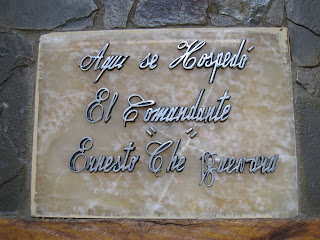 Aqui se Hospedó
El Comandante
Ernesto "Che" Guevara